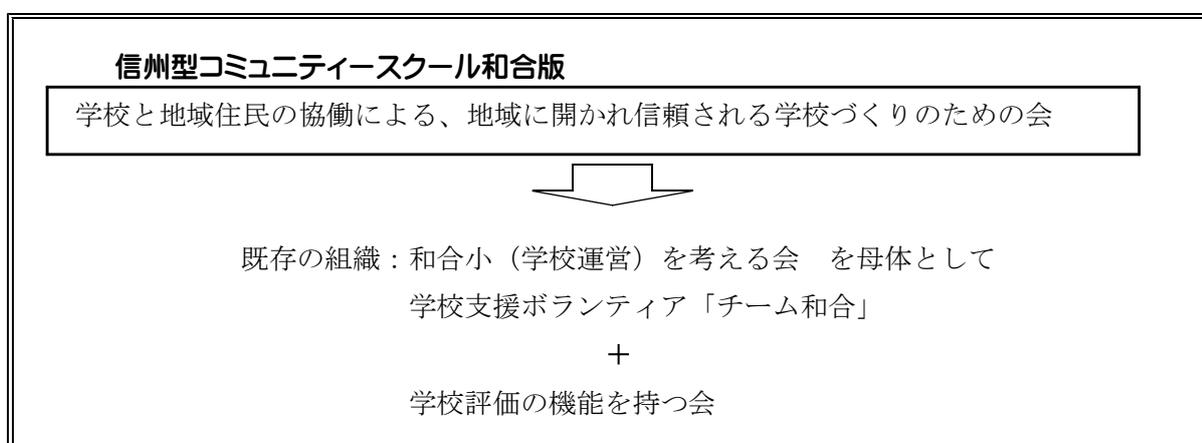 信州型コミュニティースクール和合版
学校と地域住民の協働による、地域に開かれ信頼される学校づくりのための会
既存の組織：和合小（学校運営）を考える会　を母体として
学校支援ボランティア「チーム和合」
＋
学校評価の機能を持つ会